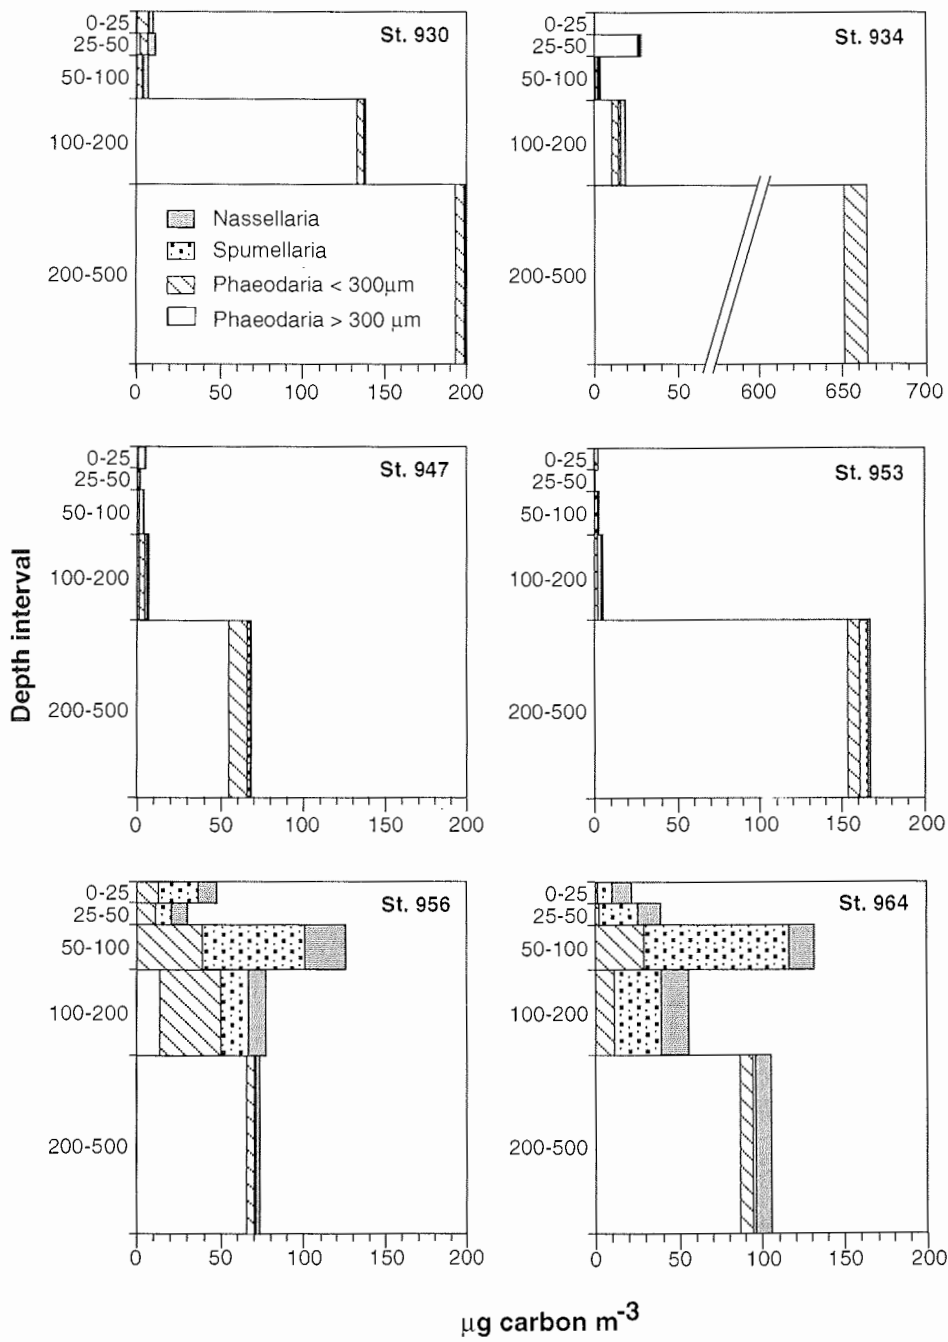 0-25
25-50
50-100
100-200
200-500
St. 930
Nassellaria
Spumellaria
Phaeodaria < 300µm
Phaeodaria > 300 µm
0 50 100 150 200
0-25
25-50
50-100
100-200
200-500
St. 934
0 50 600 650 700
Depth interval
0-25
25-50
50-100
100-200
200-500
St. 947
0 50 100 150 200
0-25
25-50
50-100
100-200
200-500
St. 953
0 50 600 100 150 200
0-25
25-50
50-100
100-200
200-500
St. 956
0 50 100 150 200
0-25
25-50
50-100
100-200
200-500
St. 964
0 50 100 150 200
µg carbon m-3